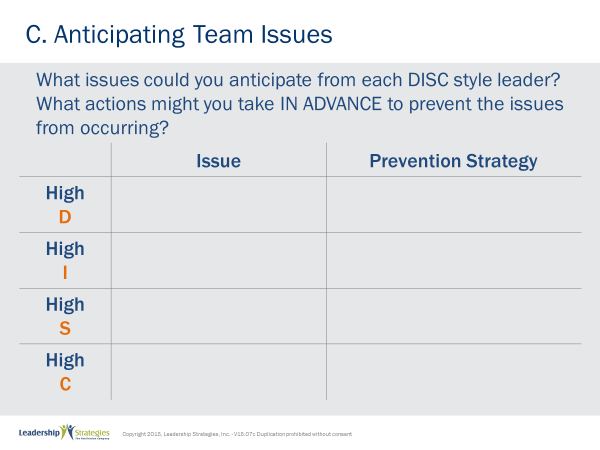 C. Anticipating Team Issues
What issues could you anticipate from each DISC style leader?
What actions might you take IN ADVANCE to prevent the issues
from occurring?
Issue Prevention Strategy
High
D
High
I
High
S
High
C
Leadership Strategies
The Facilitation Company
Copyright 2015, Leadership Strategies, Inc. - V15.07c Duplication prohibited without consent